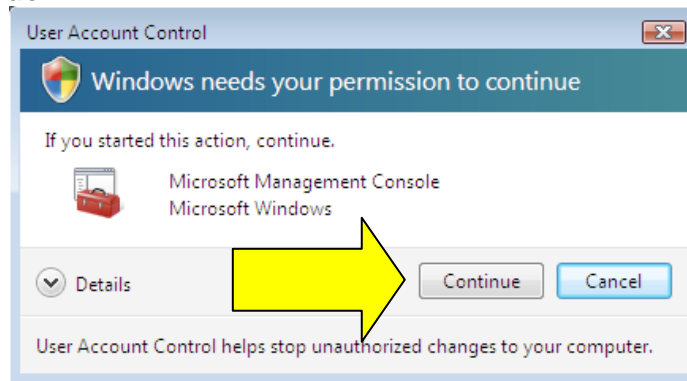 User Account Control
Windows needs your permission to continue
If you started this action, continue.
Microsoft Management Console
Microsoft Windows
Details
Continue
Cancel
User Account Control helps stop unauthorized changes to your computer.